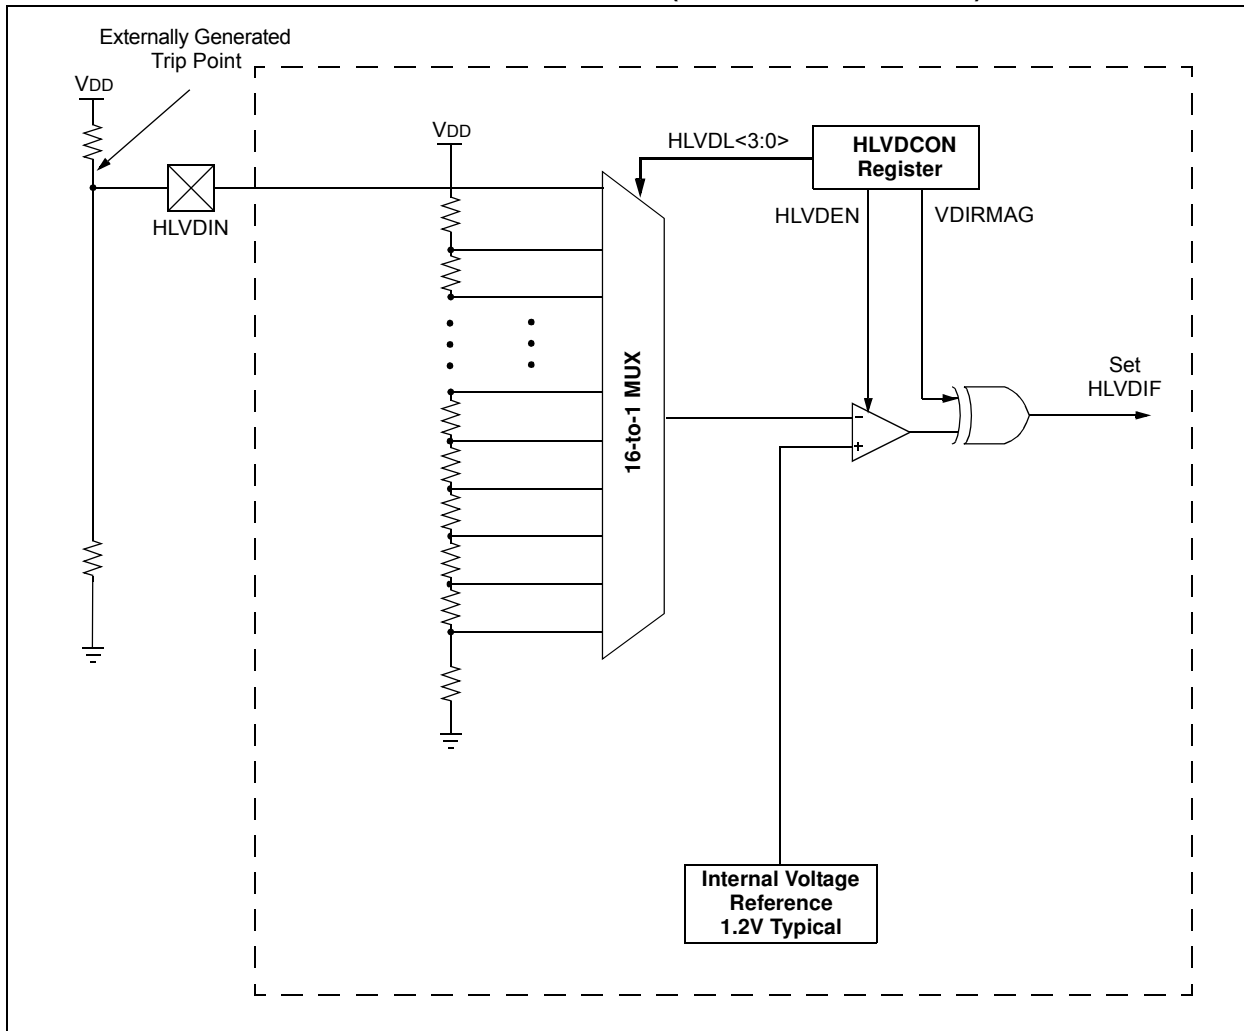 Externally Generated
Trip Point
VDD
VDD
HLVDIN
HLVDL<3:0>
HLVDCON
Register
HLVDEN
VDIRMAG
16-to-1 MUX
–
+
Set
HLVDIF
Internal Voltage
Reference
1.2V Typical